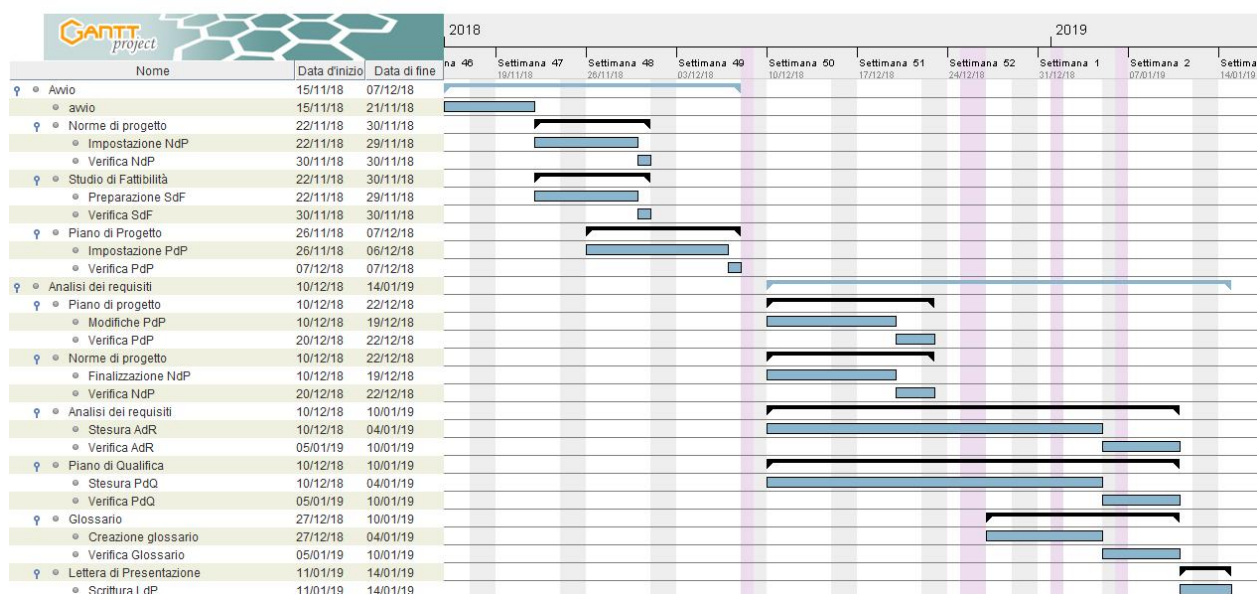 GANTT
project
2018
2019
Nome Data d'inizio Data di fine
na 46 Settimana 47 Settimana 48 Settimana 49 Settimana 50 Settimana 51 Settimana 52 Settimana 1 Settimana 2 Settima
19/11/18 26/11/18 03/12/18 10/12/18 17/12/18 24/12/18 31/12/18 07/01/19 14/01/19
Avvio 15/11/18 07/12/18
avvio 15/11/18 21/11/18
Norme di progetto 22/11/18 30/11/18
Impostazione NdP 22/11/18 29/11/18
Verifica NdP 30/11/18 30/11/18
Studio di Fattibilità 22/11/18 30/11/18
Preparazione SdF 22/11/18 29/11/18
Verifica SdF 30/11/18 30/11/18
Piano di Progetto 26/11/18 07/12/18
Impostazione PdP 26/11/18 06/12/18
Verifica PdP 07/12/18 07/12/18
Analisi dei requisiti 10/12/18 14/01/19
Piano di progetto 10/12/18 22/12/18
Modifiche PdP 10/12/18 19/12/18
Verifica PdP 20/12/18 22/12/18
Norme di progetto 10/12/18 22/12/18
Finalizzazione NdP 10/12/18 19/12/18
Verifica NdP 20/12/18 22/12/18
Analisi dei requisiti 10/12/18 10/01/19
Stesura AdR 10/12/18 04/01/19
Verifica AdR 05/01/19 10/01/19
Piano di Qualifica 10/12/18 10/01/19
Stesura PdQ 10/12/18 04/01/19
Verifica PdQ 05/01/19 10/01/19
Glossario 27/12/18 10/01/19
Creazione glossario 27/12/18 04/01/19
Verifica Glossario 05/01/19 10/01/19
Lettera di Presentazione 11/01/19 14/01/19
Scrittura LdP 11/01/19 14/01/19